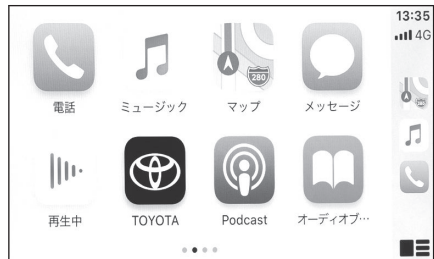 13:35
4G
電話
ミュージック
マップ
280
メッセージ
再生中
TOYOTA
Podcast
オーディオブ…